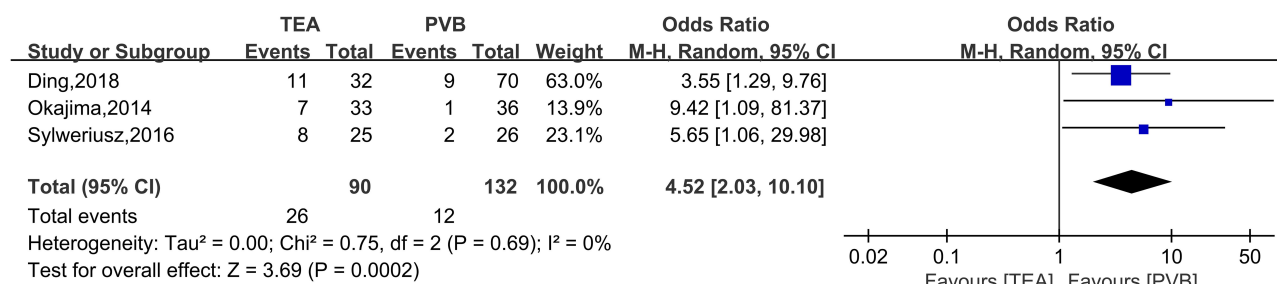 TEA PVB Odds Ratio Odds Ratio
Study or Subgroup Events Total Events Total Weight M-H, Random, 95% CI M-H, Random, 95% CI
Ding,2018 11 32 9 70 63.0% 3.55 [1.29, 9.76]
Okajima,2014 7 33 1 36 13.9% 9.42 [1.09, 81.37]
Sylweriusz,2016 8 25 2 26 23.1% 5.65 [1.06, 29.98]
Total (95% CI) 90 132 100.0% 4.52 [2.03, 10.10]
Total events 26 12
Heterogeneity: Tau² = 0.00; Chi² = 0.75, df = 2 (P = 0.69); I² = 0%
Test for overall effect: Z = 3.69 (P = 0.0002)
0.02 0.1 1 10 50
Favours [TEA] Favours [PVB]